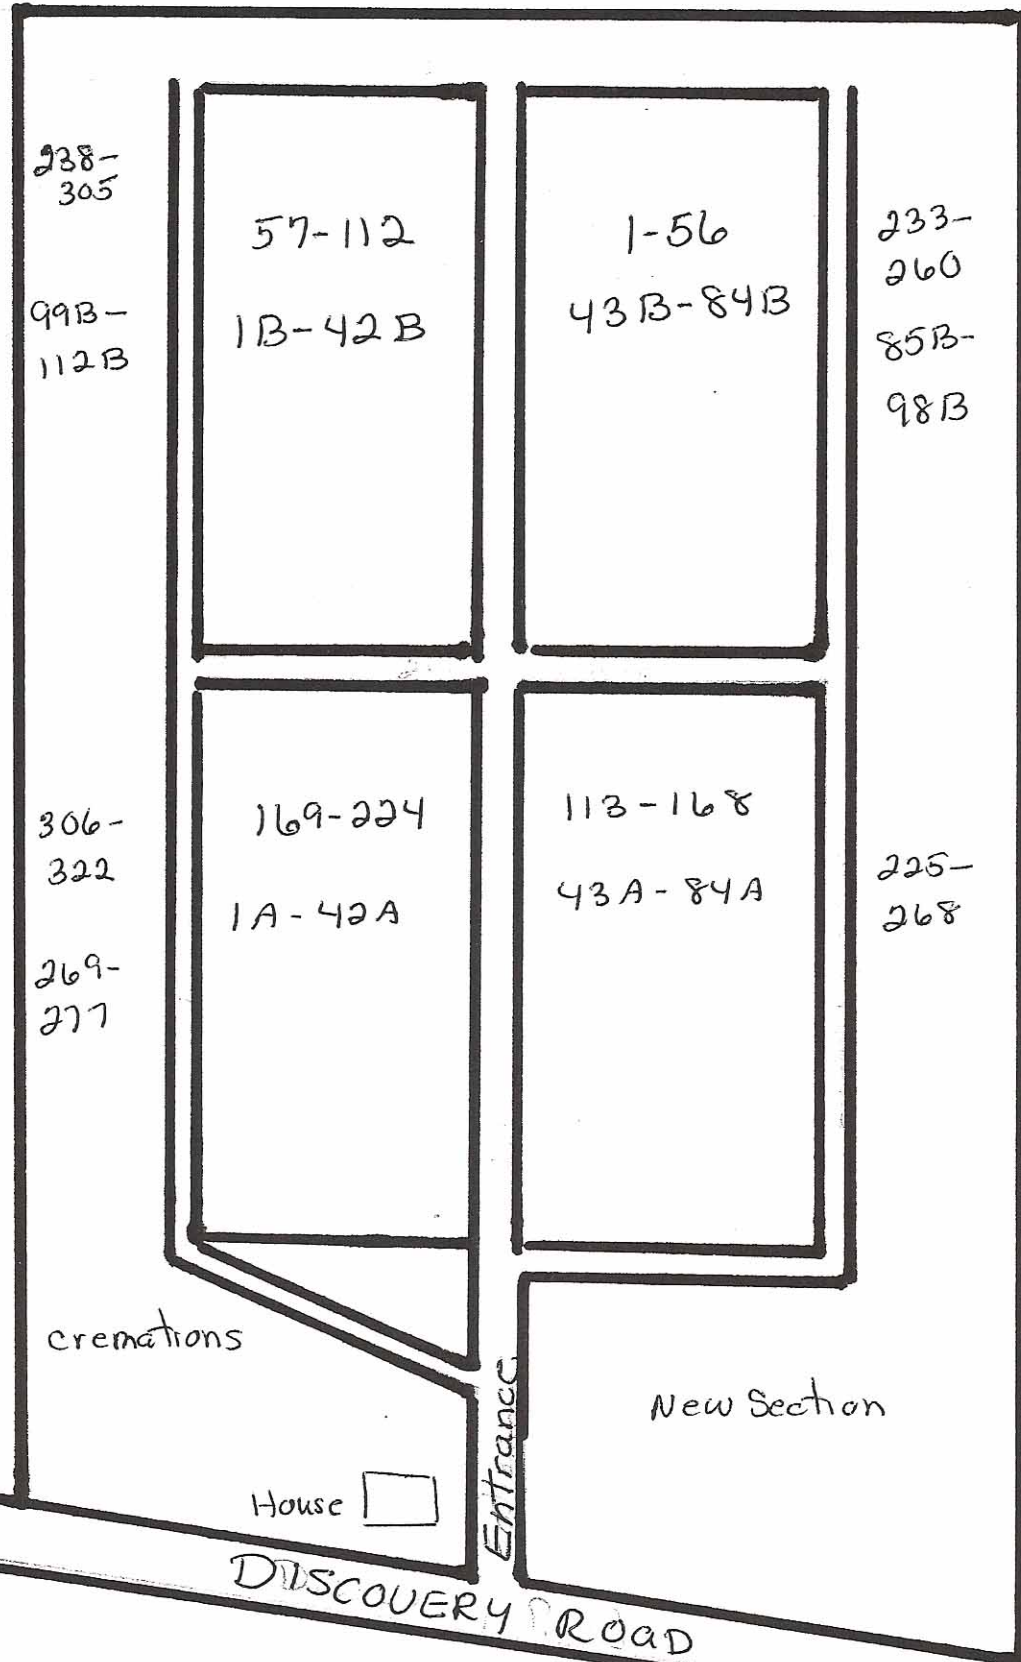 238-
305
99B-
112B
57-112
1B-42B
1-56
43B-84B
233-
260
85B-
98B
306-
322
269-
277
169-224
1A-42A
113-168
43A-84A
225-
268
cremations
House
Entrance
New Section
DISCOVERY ROAD